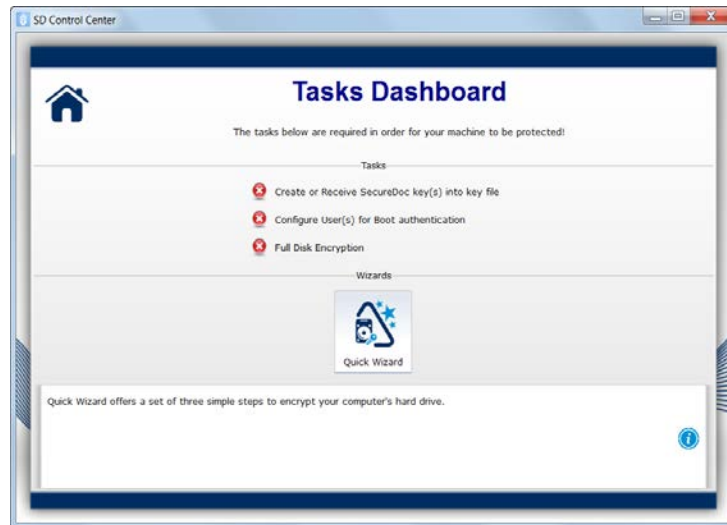 SD Control Center
Tasks Dashboard
The tasks below are required in order for your machine to be protected!
Tasks
Create or Receive SecureDoc key(s) into key file
Configure User(s) for Boot authentication
Full Disk Encryption
Wizards
Quick Wizard
Quick Wizard offers a set of three simple steps to encrypt your computer's hard drive.